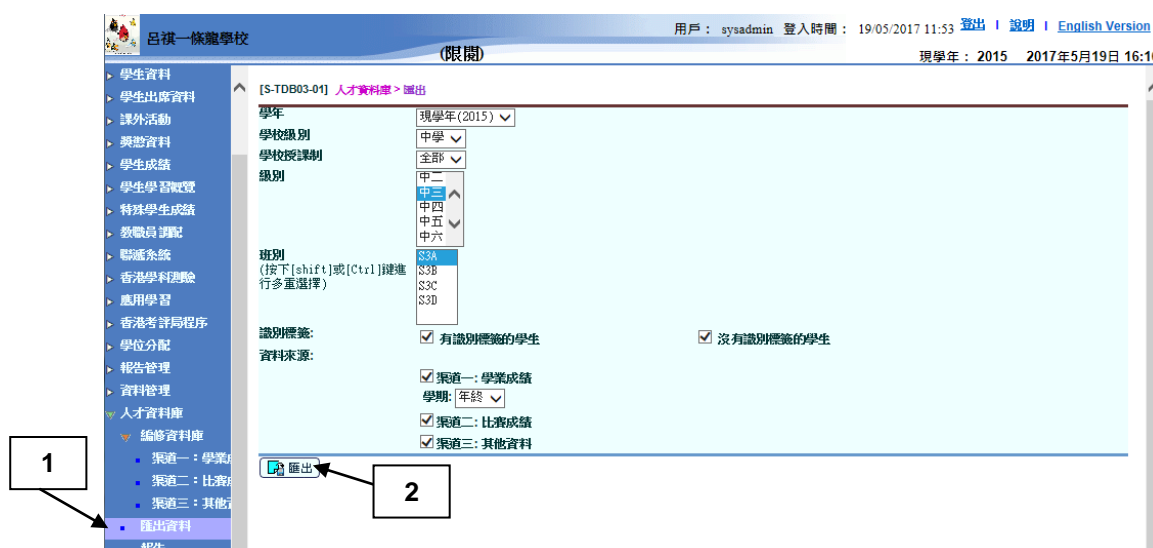 呂祺一條龍學校
用戶： sysadmin 登入時間： 19/05/2017 11:53 登出 | 說明 | English Version
(限閱)
現學年： 2015 2017年5月19日 16:1
學生資料
學生出席資料
課外活動
獎懲資料
學生成績
學生學習概覽
特殊學生成績
教職員調配
聯遞系統
香港學科測驗
應用學習
香港考評局程序
學位分配
報告管理
資料管理
人才資料庫
編修資料庫
渠道一：學業
渠道二：比賽
渠道三：其他
匯出資料
報告
[S-TDB03-01] 人才資料庫 > 匯出
學年 現學年(2015)
學校級別 中學
學校授課制 全部
級別 中二
中三
中四
中五
中六
班別 S3A
(按下[shift]或[Ctrl]鍵進 S3B
行多重選擇) S3C
S3D
識別標籤: 有識別標籤的學生 沒有識別標籤的學生
資料來源:
渠道一: 學業成績
學期: 年終
渠道二: 比賽成績
渠道三: 其他資料
匯出
1
2